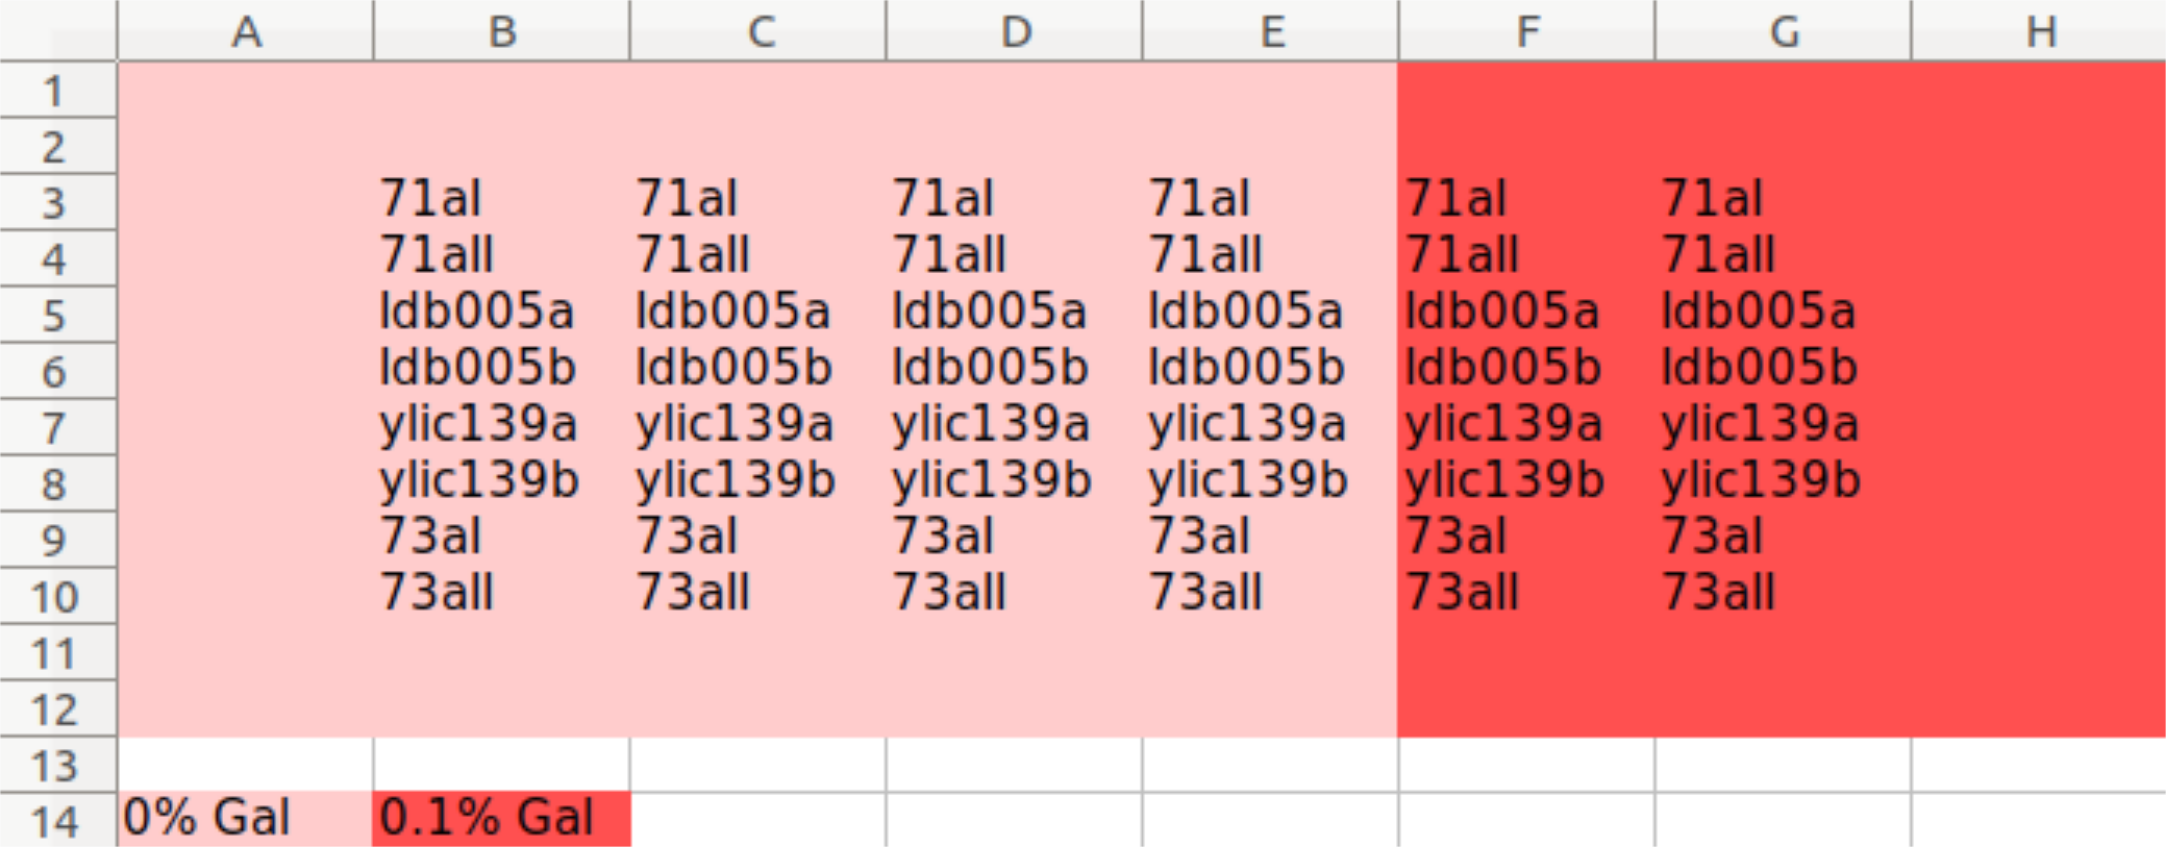 A B C D E F G H
1
2
3 71al 71al 71al 71al 71al 71al
4 71all 71all 71all 71all 71all 71all
5 ldb005a ldb005a ldb005a ldb005a ldb005a ldb005a
6 ldb005b ldb005b ldb005b ldb005b ldb005b ldb005b
7 ylic139a ylic139a ylic139a ylic139a ylic139a ylic139a
8 ylic139b ylic139b ylic139b ylic139b ylic139b ylic139b
9 73al 73al 73al 73al 73al 73al
10 73all 73all 73all 73all 73all 73all
11
12
13
14 0% Gal 0.1% Gal